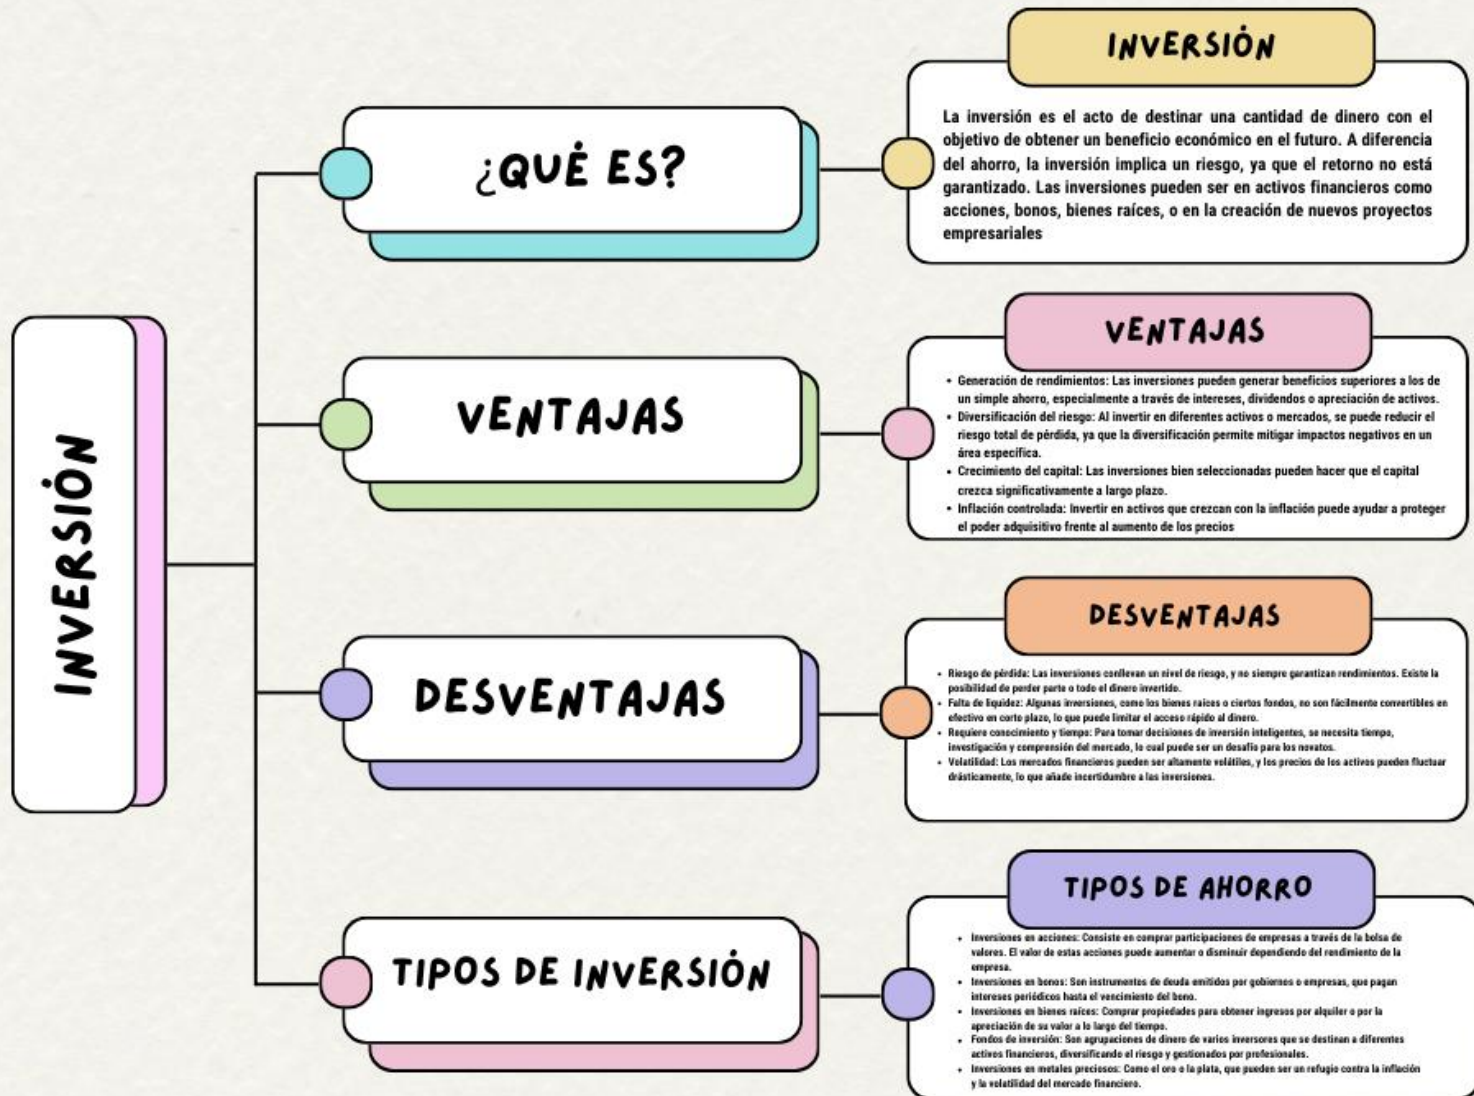 INVERSIÓN
¿QUÉ ES?
INVERSIÓN
La inversión es el acto de destinar una cantidad de dinero con el
objetivo de obtener un beneficio económico en el futuro. A diferencia
del ahorro, la inversión implica un riesgo, ya que el retorno no está
garantizado. Las inversiones pueden ser en activos financieros como
acciones, bonos, bienes raíces, o en la creación de nuevos proyectos
empresariales
VENTAJAS
VENTAJAS
• Generación de rendimientos: Las inversiones pueden generar beneficios superiores a los de
un simple ahorro, especialmente a través de intereses, dividendos o apreciación de activos.
• Diversificación del riesgo: Al invertir en diferentes activos o mercados, se puede reducir el
riesgo total de pérdida, ya que la diversificación permite mitigar impactos negativos en un
área específica.
• Crecimiento del capital: Las inversiones bien seleccionadas pueden hacer que el capital
crezca significativamente a largo plazo.
• Inflación controlada: Invertir en activos que crezcan con la inflación puede ayudar a proteger
el poder adquisitivo frente al aumento de los precios
DESVENTAJAS
DESVENTAJAS
• Riesgo de pérdida: Las inversiones conllevan un nivel de riesgo, y no siempre garantizan rendimientos. Existe la
posibilidad de perder parte o todo el dinero invertido.
• Falta de liquidez: Algunas inversiones, como los bienes raíces o ciertos fondos, no son fácilmente convertibles en
efectivo en corto plazo, lo que puede limitar el acceso rápido al dinero.
• Requiere conocimiento y tiempo: Para tomar decisiones de inversión inteligentes, se necesita tiempo,
investigación y comprensión del mercado, lo cual puede ser un desafío para los novatos.
• Volatilidad: Los mercados financieros pueden ser altamente volátiles, y los precios de los activos pueden fluctuar
drásticamente, lo que añade incertidumbre a las inversiones.
TIPOS DE INVERSIÓN
TIPOS DE AHORRO
• Inversiones en acciones: Consiste en comprar participaciones de empresas a través de la bolsa de
valores. El valor de estas acciones puede aumentar o disminuir dependiendo del rendimiento de la
empresa.
• Inversiones en bonos: Son instrumentos de deuda emitidos por gobiernos o empresas, que pagan
intereses periódicos hasta el vencimiento del bono.
• Inversiones en bienes raíces: Comprar propiedades para obtener ingresos por alquiler o por la
apreciación de su valor a lo largo del tiempo.
• Fondos de inversión: Son agrupaciones de dinero de varios inversores que se destinan a diferentes
activos financieros, diversificando el riesgo y gestionados por profesionales.
• Inversiones en metales preciosos: Como el oro o la plata, que pueden ser un refugio contra la inflación
y la volatilidad del mercado financiero.